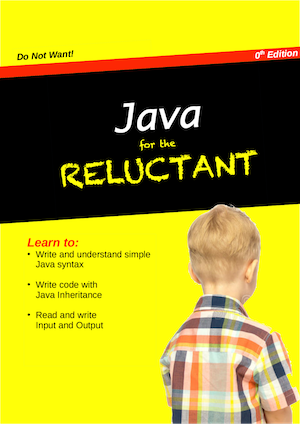 Do Not Want!
0th Edition
Java
for the
RELUCTANT
Learn to:
• Write and understand simple
Java syntax
• Write code with
Java Inheritance
• Read and write
Input and Output